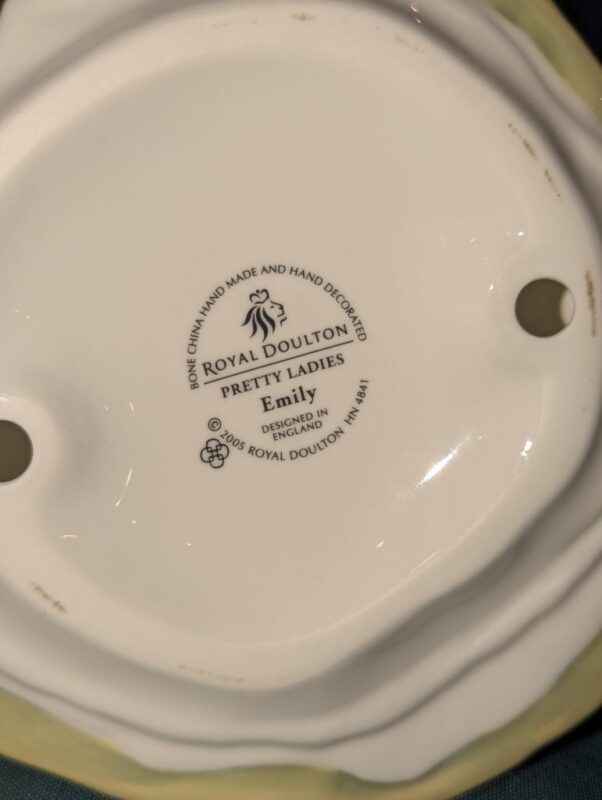 BONE CHINA HAND MADE AND HAND DECORATED
ROYAL DOULTON
PRETTY LADIES
Emily
DESIGNED IN
ENGLAND
© 2005 ROYAL DOULTON HN 4841